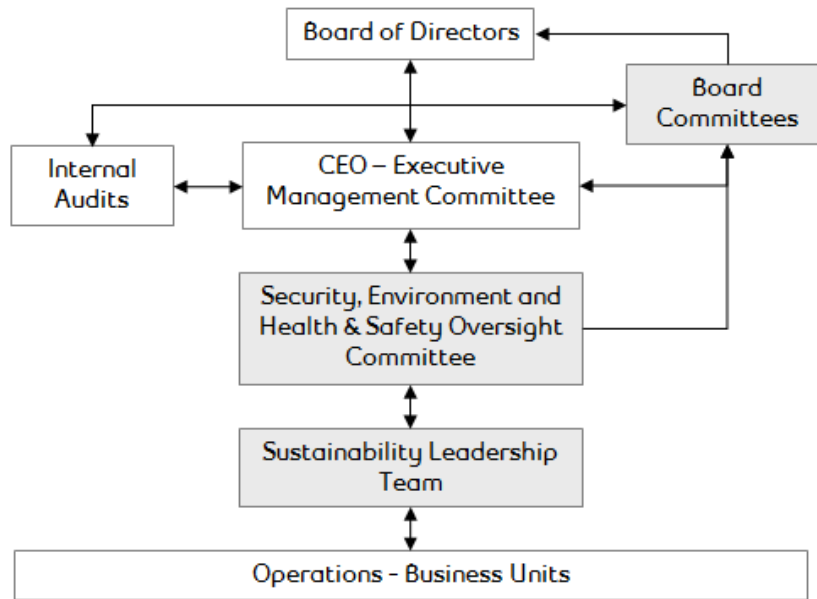 Board of Directors
Board
Committees
Internal
Audits
CEO – Executive
Management Committee
Security, Environment and
Health & Safety Oversight
Committee
Sustainability Leadership
Team
Operations - Business Units